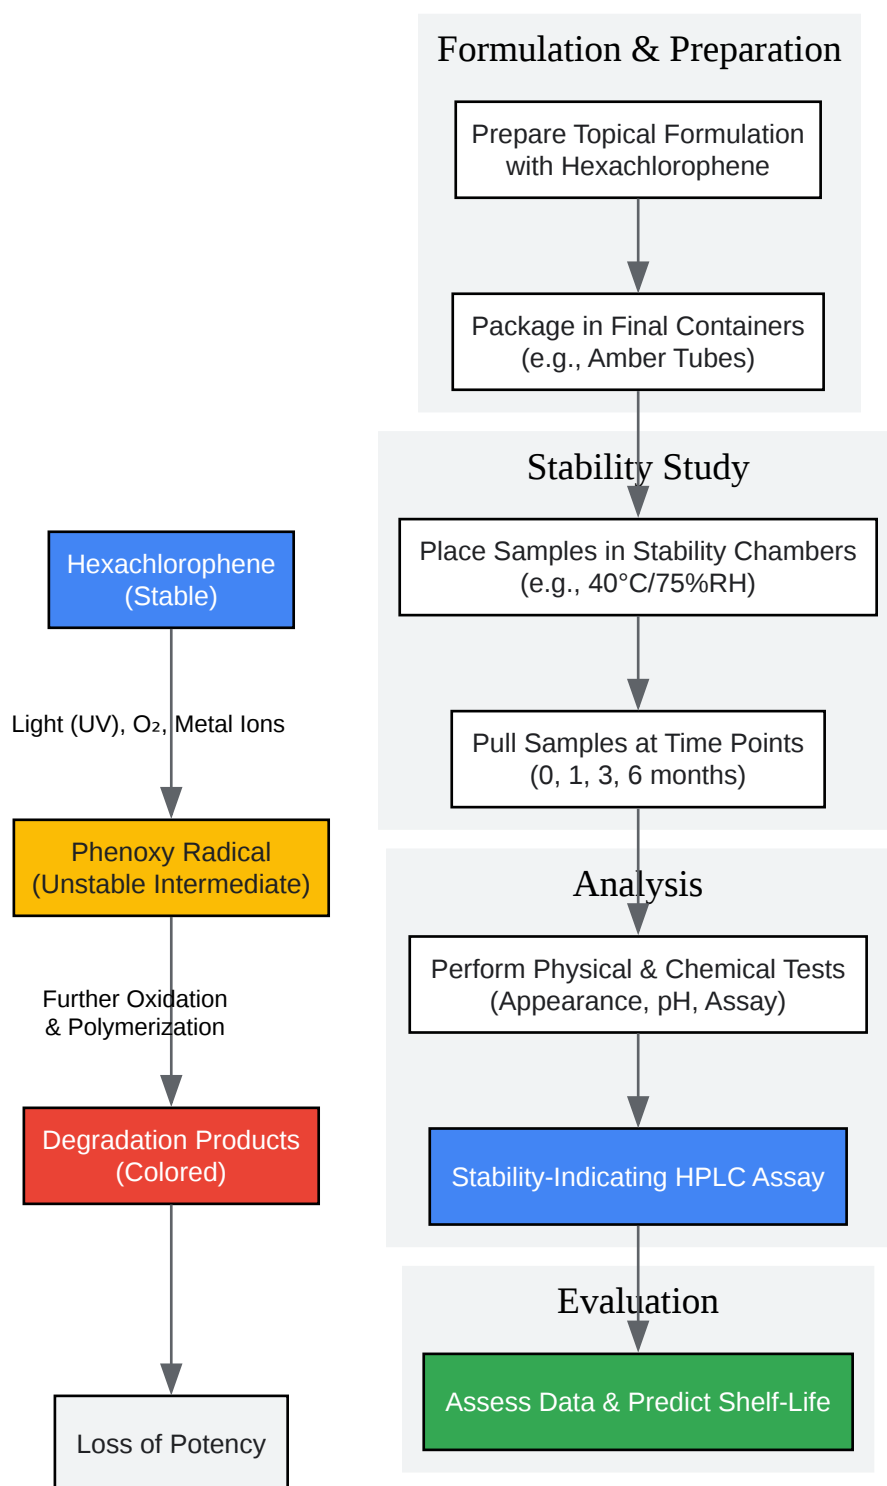 Formulation & Preparation
Prepare Topical Formulation
with Hexachlorophene
Package in Final Containers
(e.g., Amber Tubes)
Stability Study
Place Samples in Stability Chambers
(e.g., 40°C/75%RH)
Pull Samples at Time Points
(0, 1, 3, 6 months)
Analysis
Perform Physical & Chemical Tests
(Appearance, pH, Assay)
Stability-Indicating HPLC Assay
Evaluation
Assess Data & Predict Shelf-Life
Hexachlorophene
(Stable)
Light (UV), O₂, Metal Ions
Phenoxy Radical
(Unstable Intermediate)
Further Oxidation
& Polymerization
Degradation Products
(Colored)
Loss of Potency